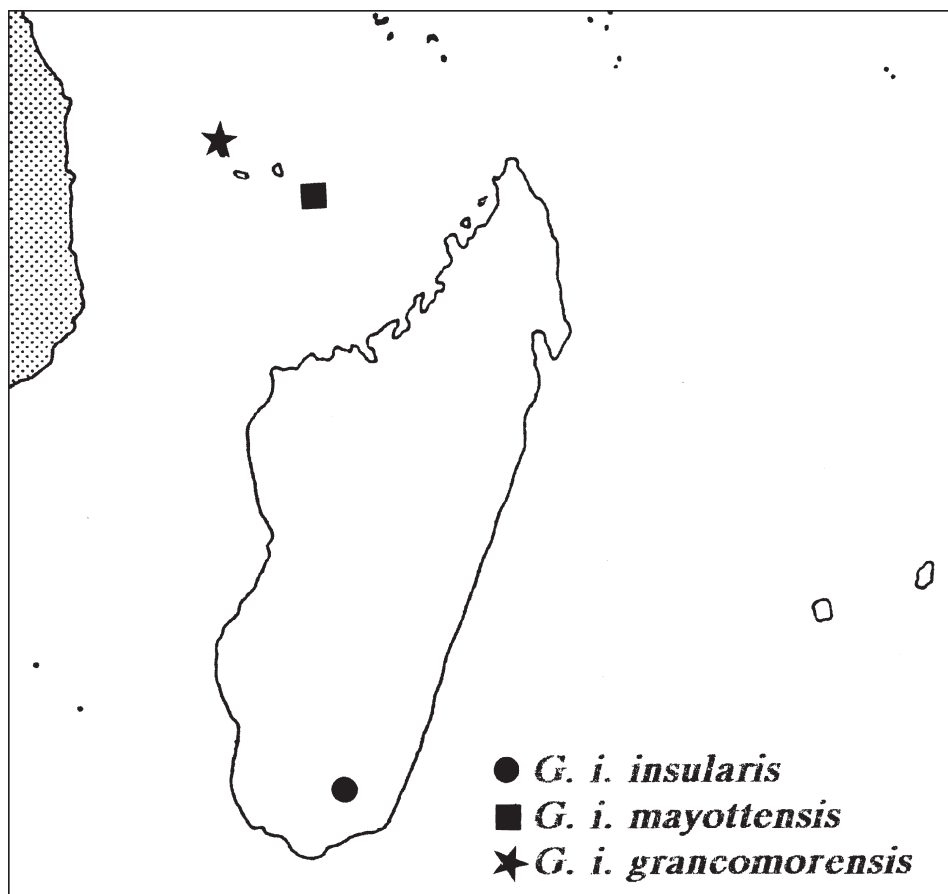 G. i. insularis
G. i. mayottensis
G. i. grancomorensis